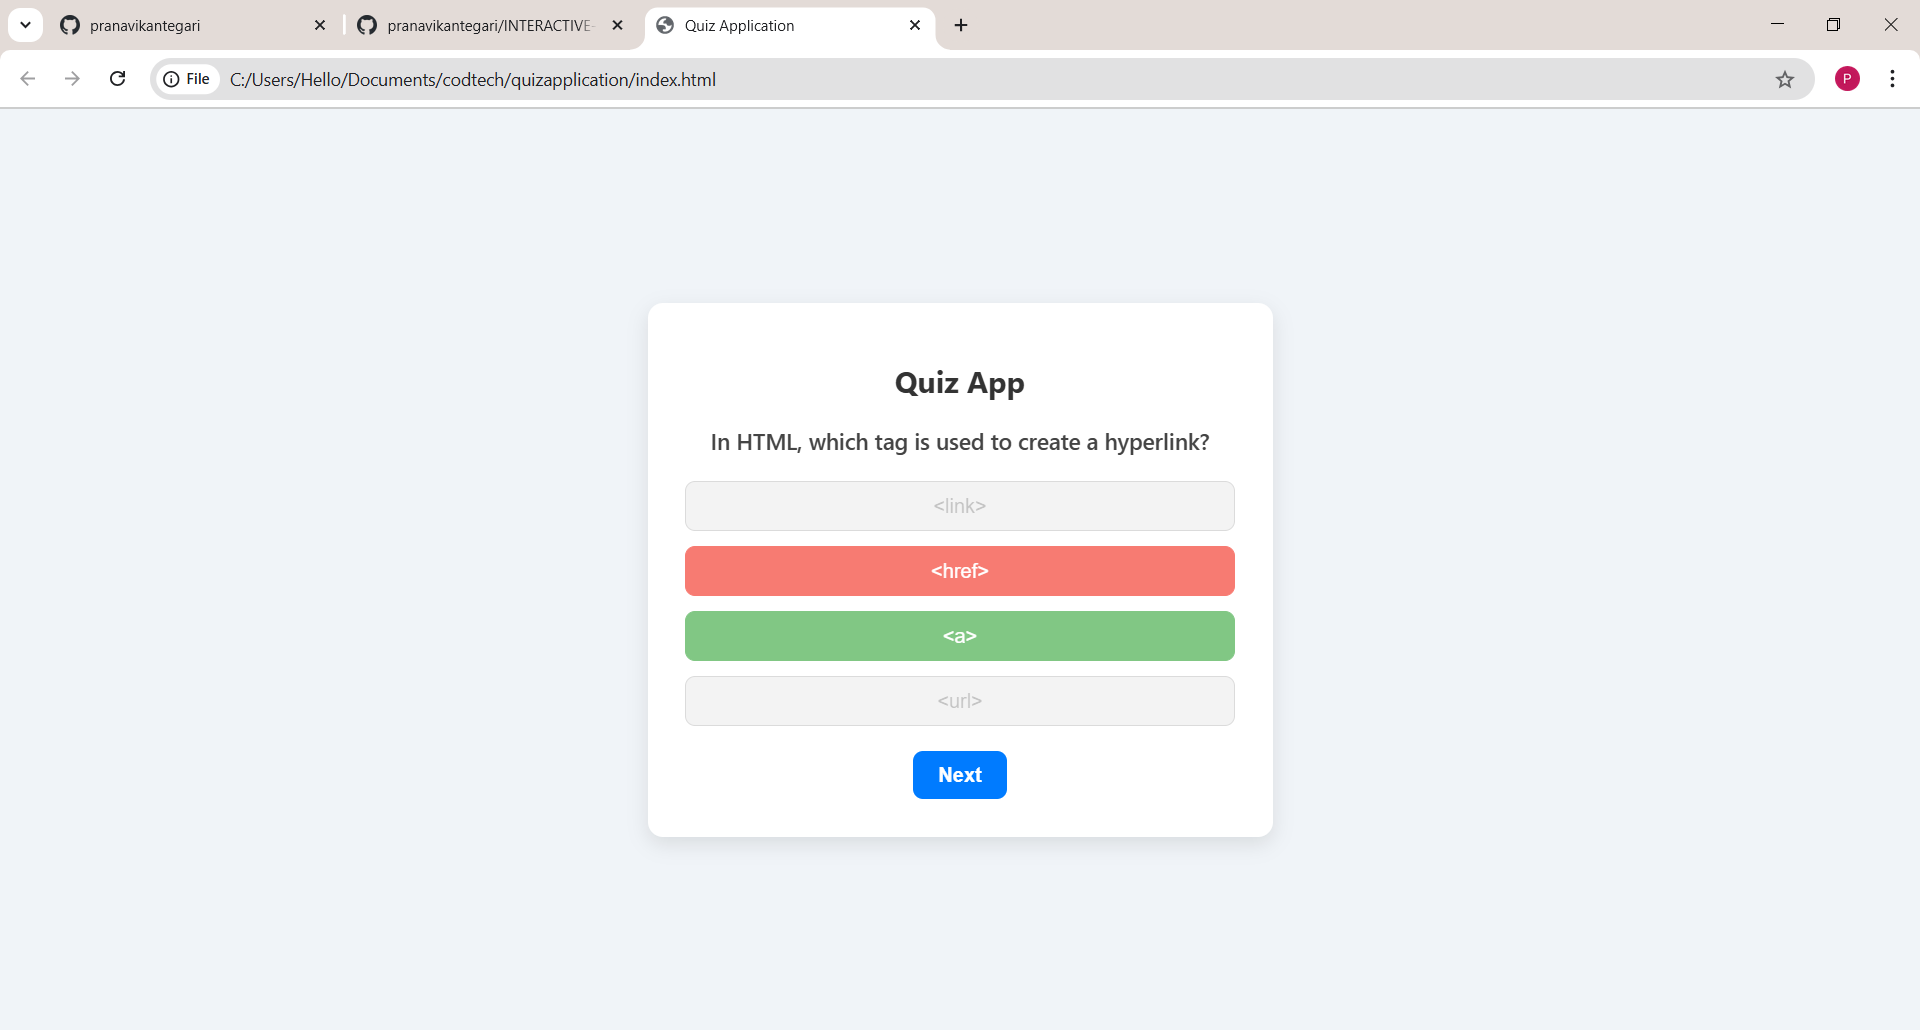 pranavikantegari
pranavikantegari/INTERACTIVE-
Quiz Application
File
C:/Users/Hello/Documents/codtech/quizapplication/index.html
P
Quiz App
In HTML, which tag is used to create a hyperlink?
<link>
<href>
<a>
<url>
Next